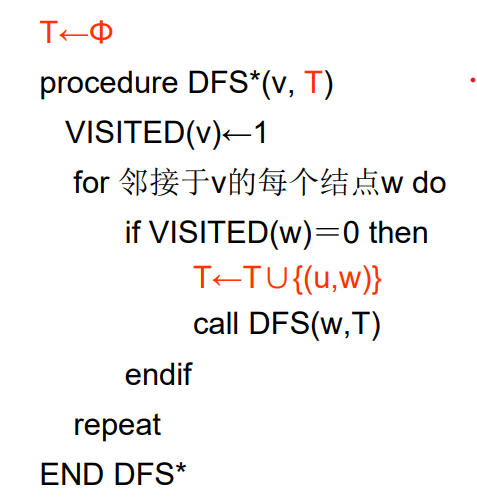 T←Φ
procedure DFS*(v, T)
VISITED(v)←1
for 邻接于v的每个结点w do
if VISITED(w)＝0 then
T←T∪{(u,w)}
call DFS(w,T)
endif
repeat
END DFS*